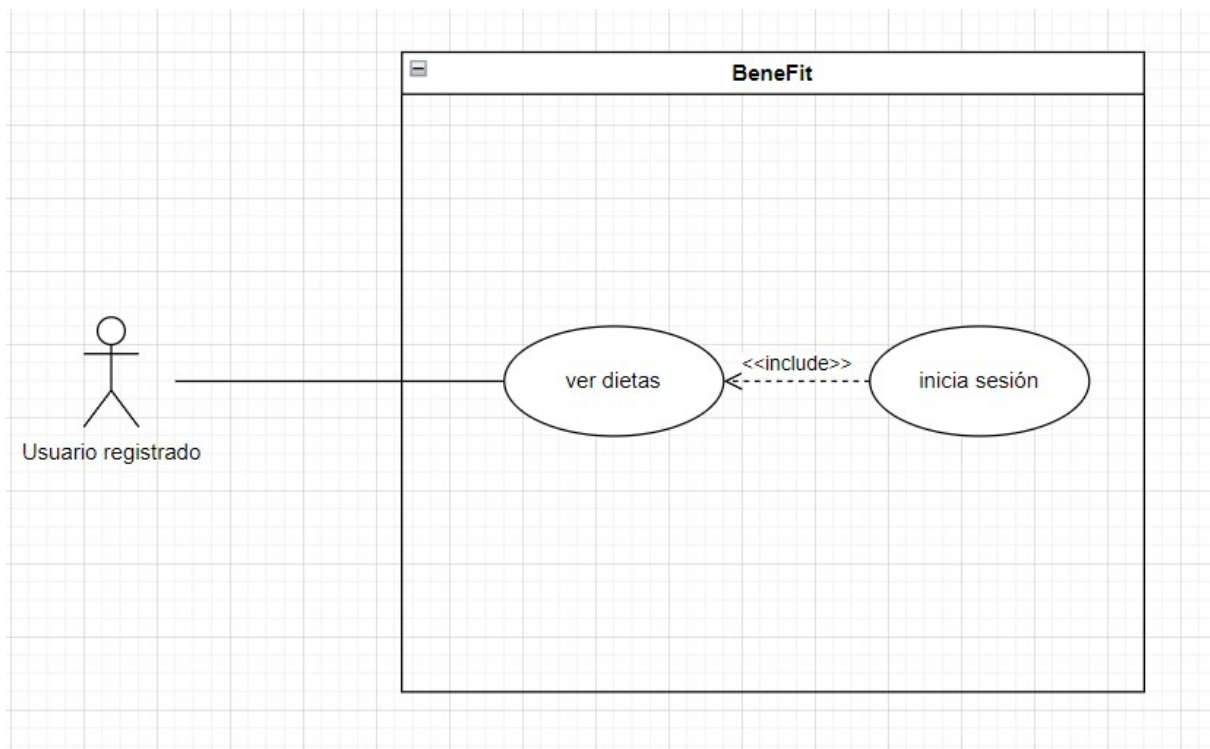 BeneFit
<<include>>
ver dietas
inicia sesión
Usuario registrado